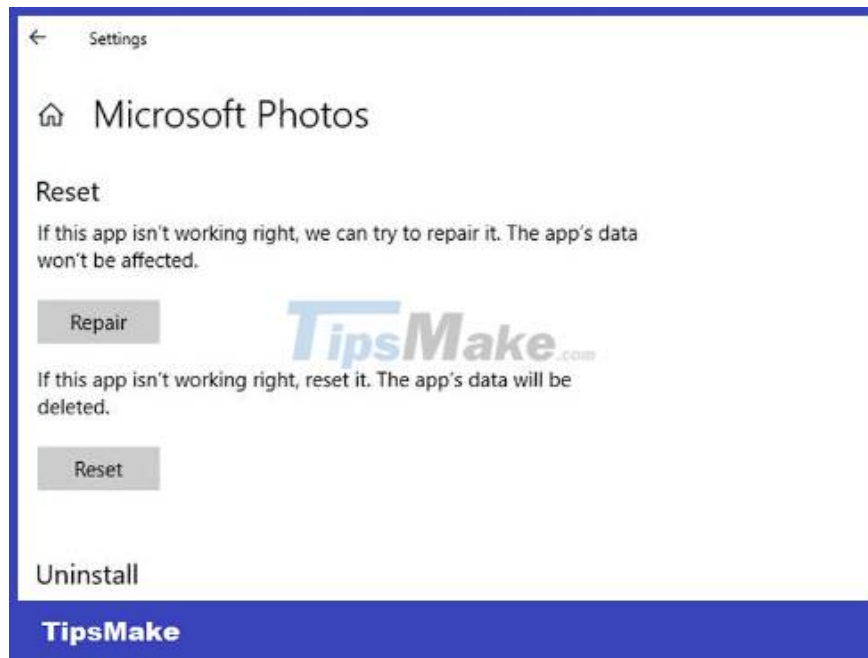 Settings
Microsoft Photos
Reset
If this app isn't working right, we can try to repair it. The app's data
won't be affected.
Repair
TipsMake.com
If this app isn't working right, reset it. The app's data will be
deleted.
Reset
Uninstall
TipsMake